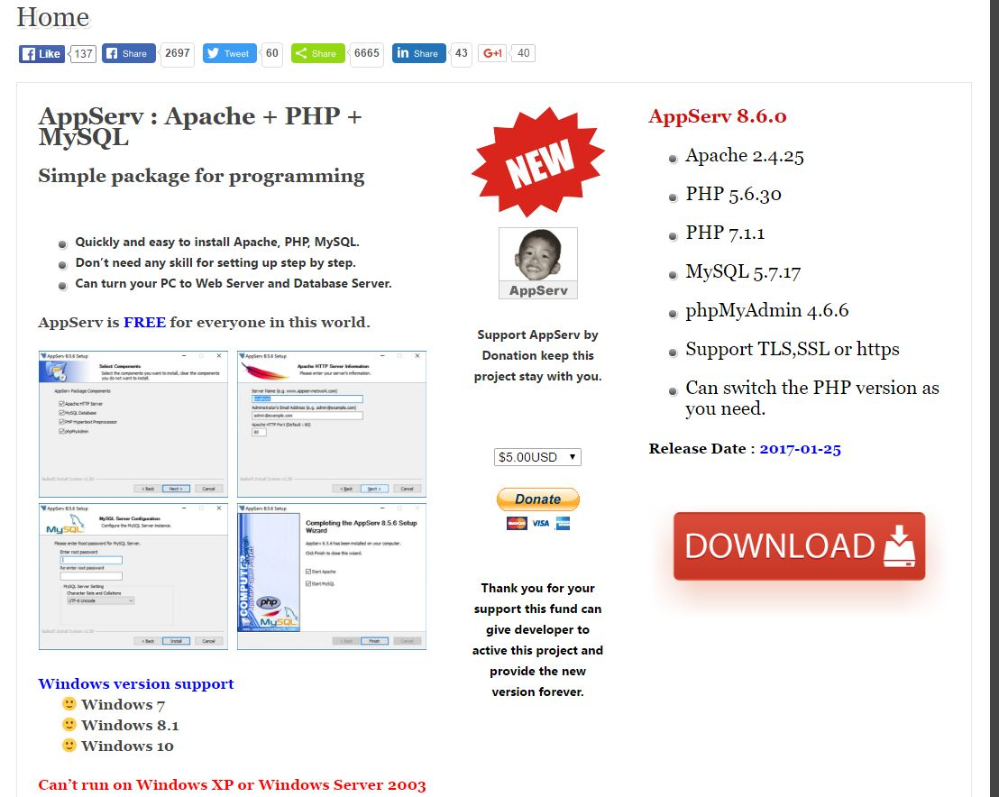 Home
Like 137 Share 2697 Tweet 60 Share 6665 Share 43 G+1 40
AppServ : Apache + PHP +
MySQL
Simple package for programming
Quickly and easy to install Apache, PHP, MySQL.
Don't need any skill for setting up step by step.
Can turn your PC to Web Server and Database Server.
AppServ is FREE for everyone in this world.
AppServ 8.5.6 Setup
Select Components
Select the components you want to install, clear the components
you do not want to install.
AppServ Package Components
Apache HTTP Server
MySQL Database
PHP Hypertext Preprocessor
phpMyAdmin
< Back Next > Cancel
AppServ 8.5.6 Setup
Apache HTTP Server Information
Please enter your server's information.
Server Name (e.g. www.appservnetwork.com)
Administrator's Email Address (e.g. admin@example.com)
admin@example.com
Apache HTTP Port (Default : 80)
80
< Back Next > Cancel
AppServ 8.5.6 Setup
MySQL
MySQL Server Configuration
Configure the MySQL Server instance.
Please enter Root password for MySQL Server.
Enter root password
Re-enter root password
MySQL Server Setting
Character Sets and Collations
UTF-8 Unicode
< Back Install Cancel
AppServ 8.5.6 Setup
Completing the AppServ 8.5.6 Setup
Wizard
AppServ 8.5.6 has been installed on your computer.
Click Finish to close this wizard.
Start Apache
Start MySQL
php
MySQL
www.appservnetwork.com
< Back Finish Cancel
Windows version support
Windows 7
Windows 8.1
Windows 10
Can't run on Windows XP or Windows Server 2003
NEW
AppServ
Support AppServ by
Donation keep this
project stay with you.
$5.00USD
Donate
MasterCard VISA
Thank you for your
support this fund can
give developer to
active this project and
provide the new
version forever.
AppServ 8.6.0
Apache 2.4.25
PHP 5.6.30
PHP 7.1.1
MySQL 5.7.17
phpMyAdmin 4.6.6
Support TLS,SSL or https
Can switch the PHP version as
you need.
Release Date : 2017-01-25
DOWNLOAD